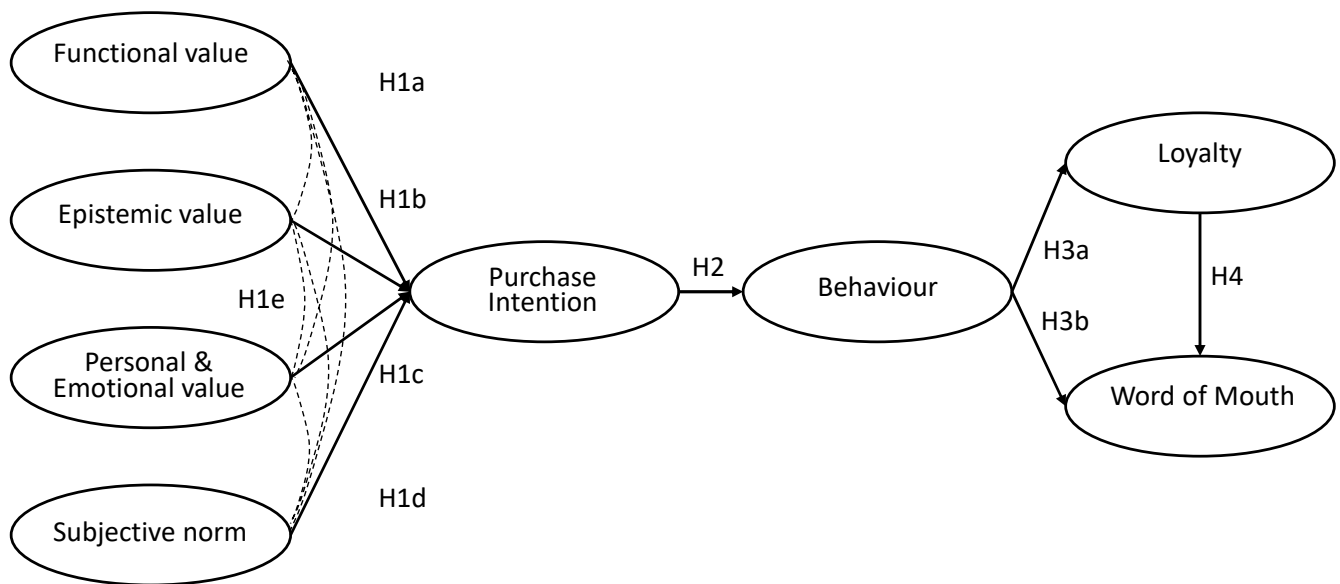 Functional value
H1a
Epistemic value
H1b
H1e
Personal &
Emotional value
H1c
Subjective norm
H1d
Purchase
Intention
H2
Behaviour
H3a
H3b
Loyalty
H4
Word of Mouth